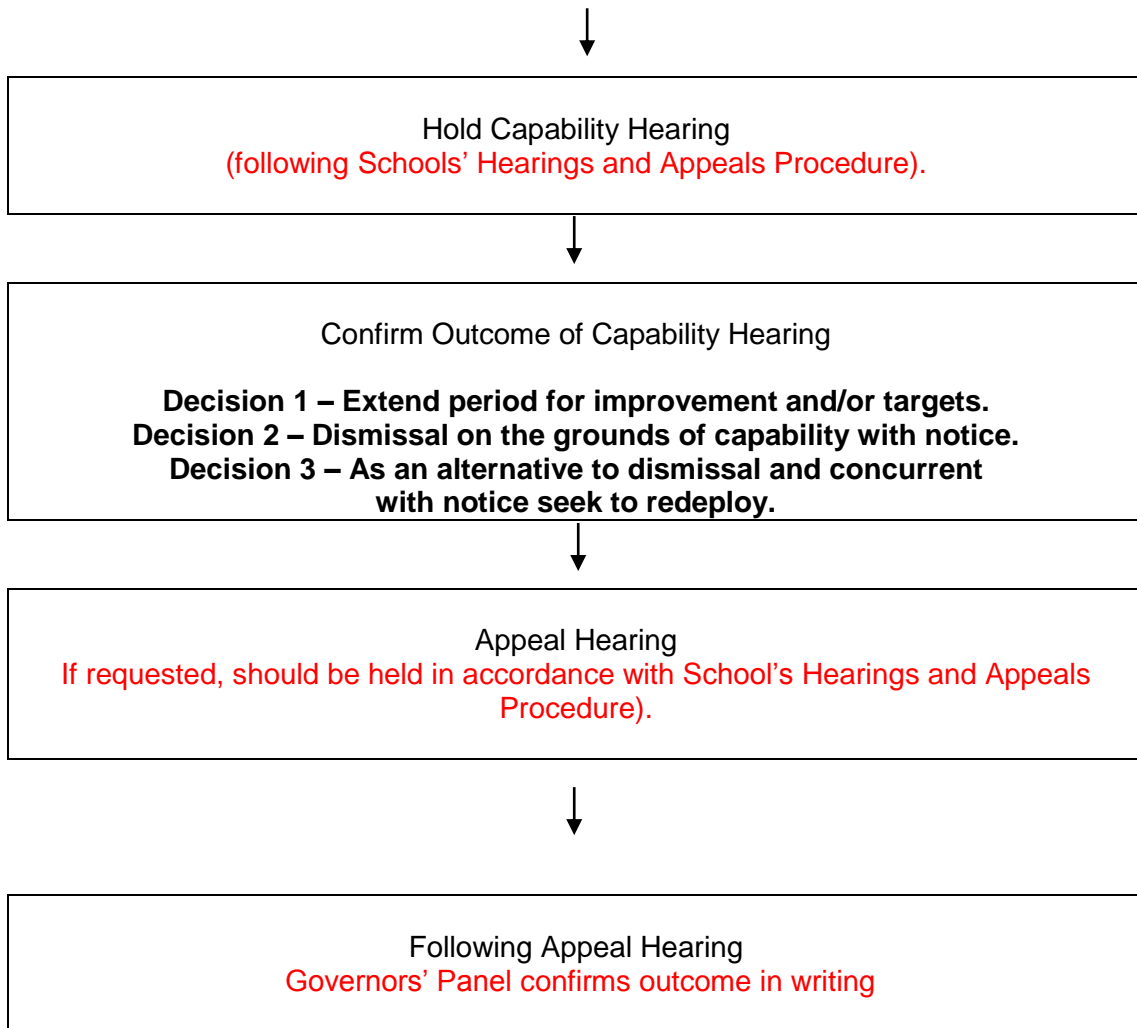 Hold Capability Hearing
(following Schools’ Hearings and Appeals Procedure).
Confirm Outcome of Capability Hearing
Decision 1 – Extend period for improvement and/or targets.
Decision 2 – Dismissal on the grounds of capability with notice.
Decision 3 – As an alternative to dismissal and concurrent
with notice seek to redeploy.
Appeal Hearing
If requested, should be held in accordance with School’s Hearings and Appeals
Procedure).
Following Appeal Hearing
Governors’ Panel confirms outcome in writing